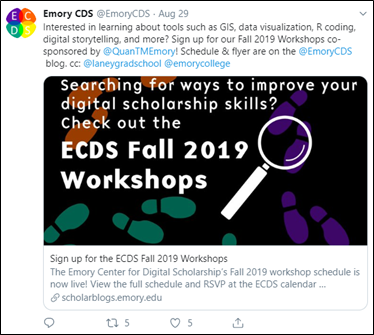 EC
DS
Emory CDS @EmoryCDS · Aug 29
Interested in learning about tools such as GIS, data visualization, R coding,
digital storytelling, and more? Sign up for our Fall 2019 Workshops co-
sponsored by @QuanTMEmory! Schedule & flyer are on the @EmoryCDS
blog. cc: @laneygradschool @emorycollege
Searching for ways to improve your
digital scholarship skills?
Check out the
ECDS Fall 2019
Workshops
Sign up for the ECDS Fall 2019 Workshops
The Emory Center for Digital Scholarship's Fall 2019 workshop schedule is
now live! View the full schedule and RSVP at the ECDS calendar ...
scholarblogs.emory.edu
5 5